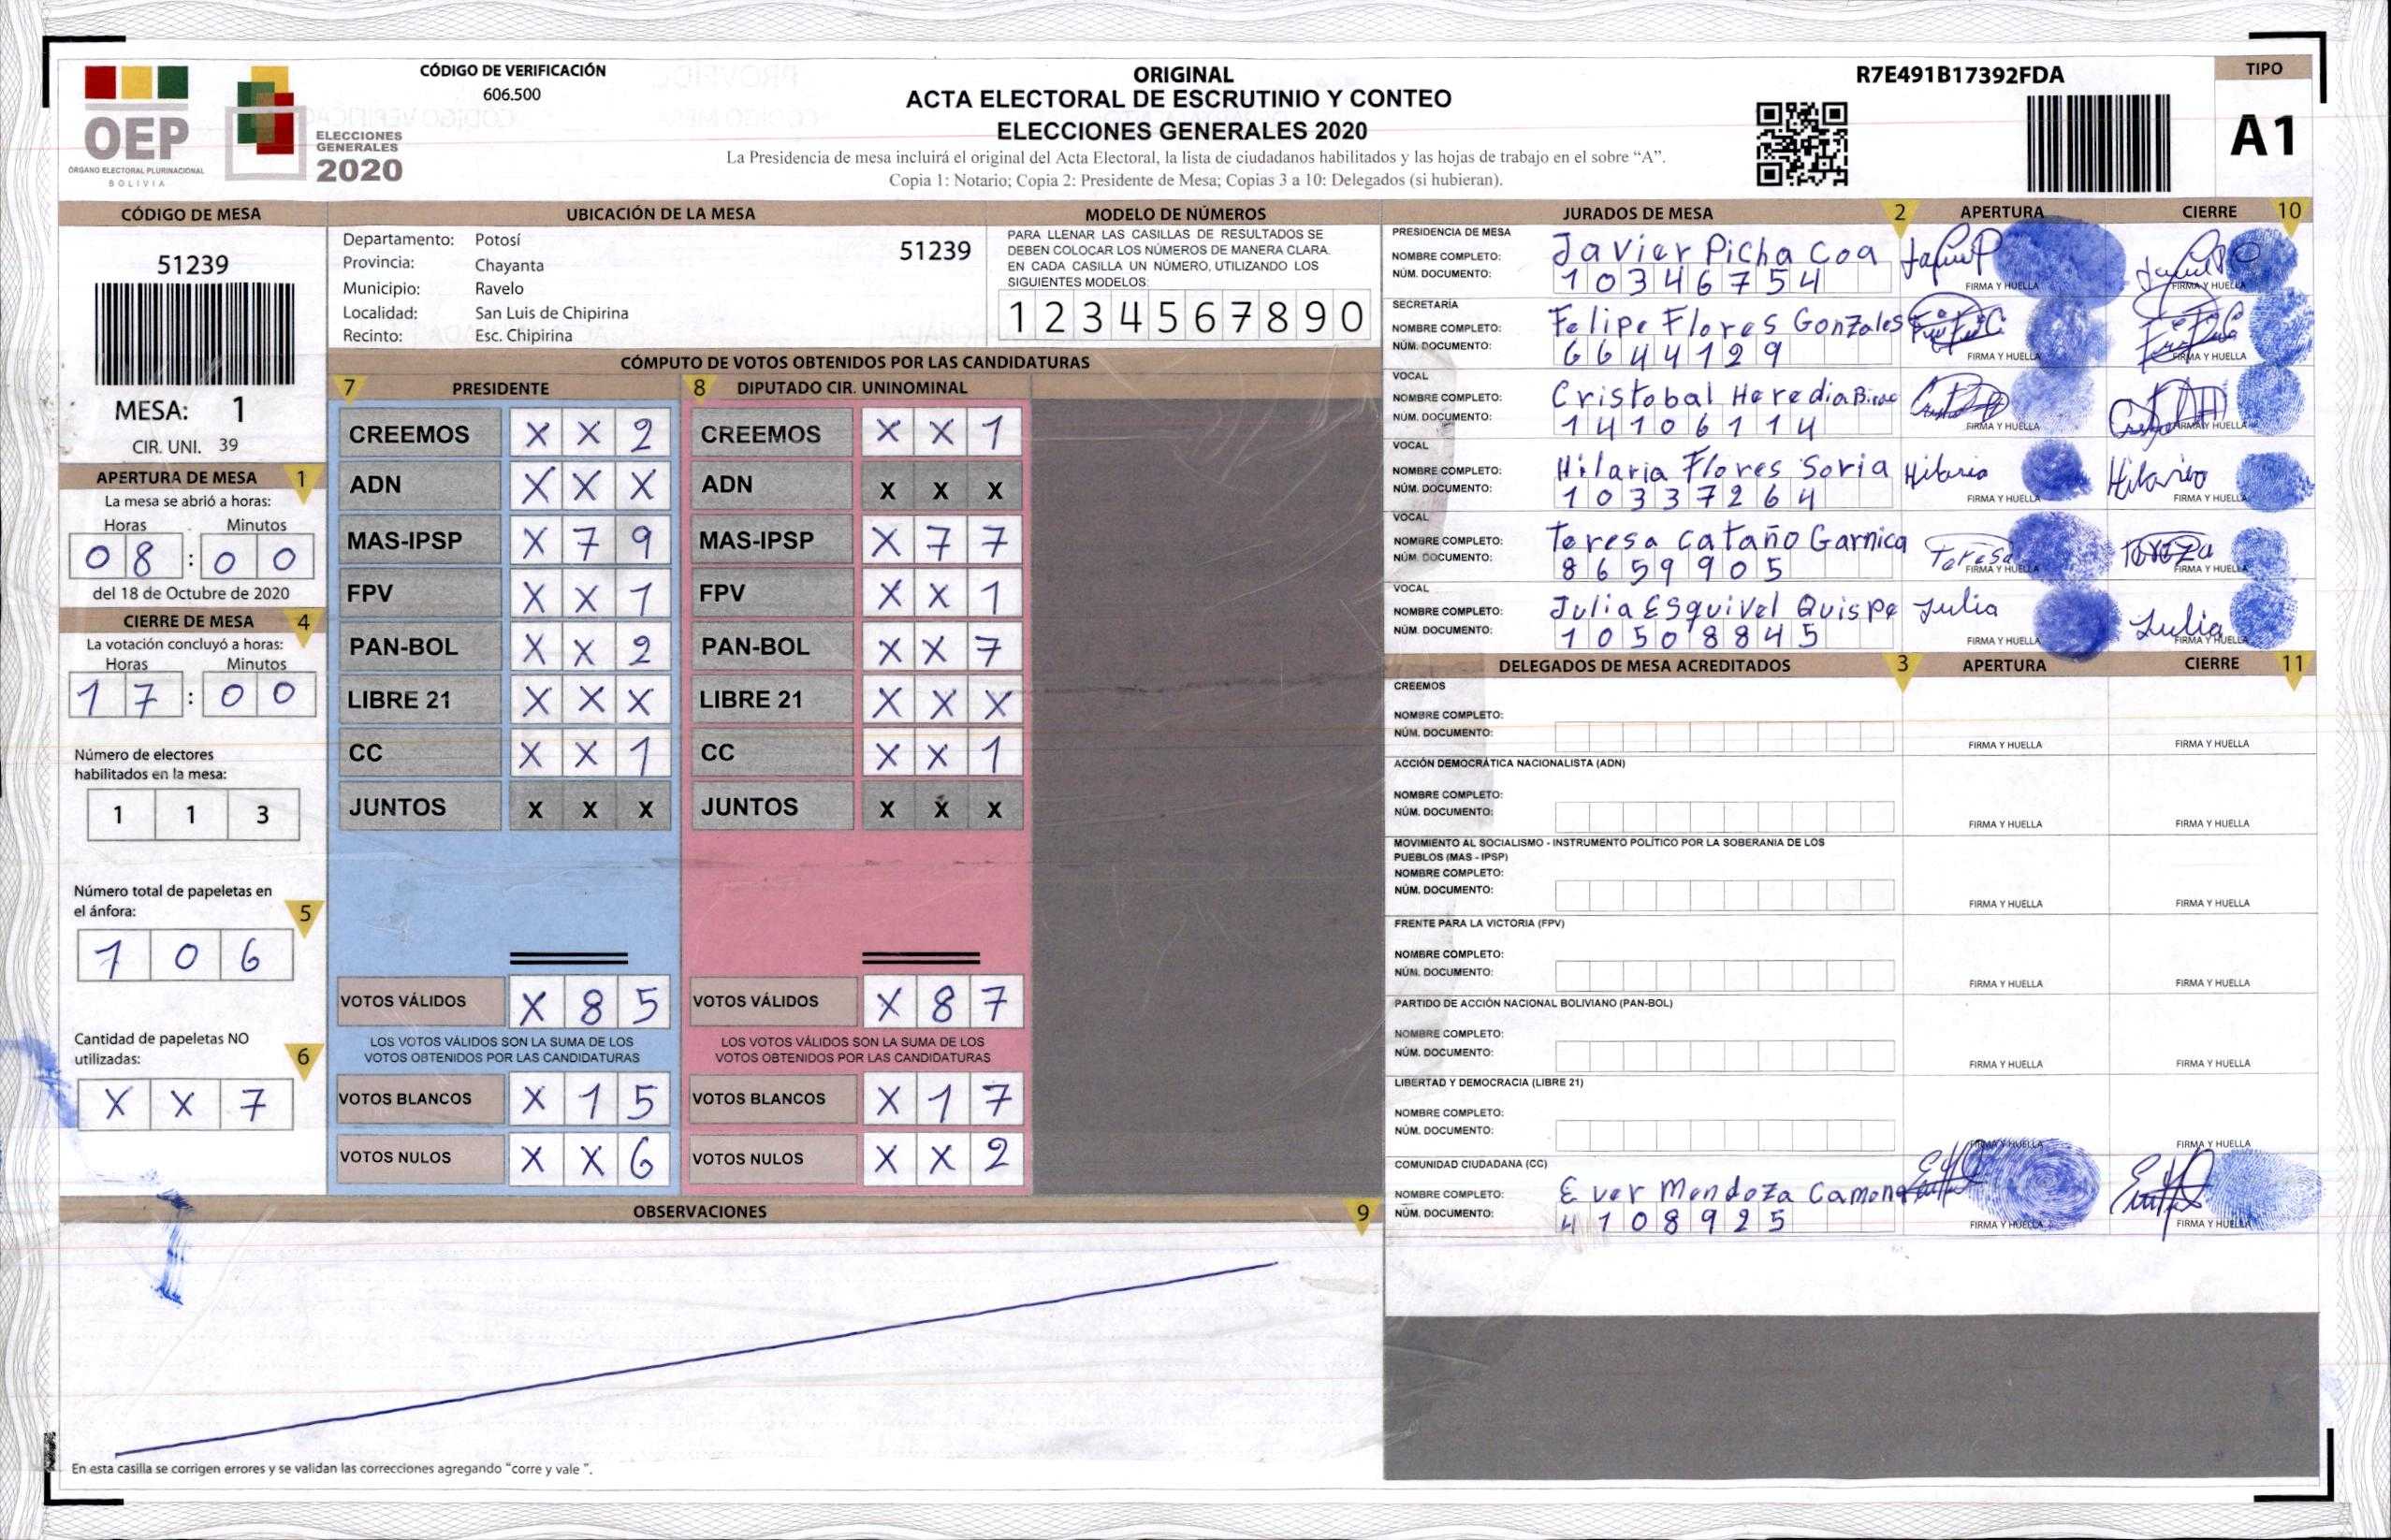 OEP
ÓRGANO ELECTORAL PLURINACIONAL
BOLIVIA
ELECCIONES
GENERALES
2020
CÓDIGO DE VERIFICACIÓN
606.500
ORIGINAL
ACTA ELECTORAL DE ESCRUTINIO Y CONTEO
ELECCIONES GENERALES 2020
La Presidencia de mesa incluirá el original del Acta Electoral, la lista de ciudadanos habilitados y las hojas de trabajo en el sobre “A”.
Copia 1: Notario; Copia 2: Presidente de Mesa; Copias 3 a 10: Delegados (si hubieran).
R7E491B17392FDA
TIPO
A1
CÓDIGO DE MESA
51239
MESA: 1
CIR. UNI. 39
APERTURA DE MESA 1
La mesa se abrió a horas:
Horas Minutos
08:00
del 18 de Octubre de 2020
CIERRE DE MESA 4
La votación concluyó a horas:
Horas Minutos
17:00
Número de electores
habilitados en la mesa:
1 1 3
Número total de papeletas en
el ánfora: 5
1 0 6
Cantidad de papeletas NO
utilizadas: 6
X X 7
UBICACIÓN DE LA MESA
Departamento: Potosí 51239
Provincia: Chayanta
Municipio: Ravelo
Localidad: San Luis de Chipirina
Recinto: Esc. Chipirina
MODELO DE NÚMEROS
PARA LLENAR LAS CASILLAS DE RESULTADOS SE
DEBEN COLOCAR LOS NÚMEROS DE MANERA CLARA.
EN CADA CASILLA UN NÚMERO, UTILIZANDO LOS
SIGUIENTES MODELOS:
1 2 3 4 5 6 7 8 9 0
CÓMPUTO DE VOTOS OBTENIDOS POR LAS CANDIDATURAS
7 PRESIDENTE 8 DIPUTADO CIR. UNINOMINAL
CREEMOS X X 2 CREEMOS X X 1
ADN X X X ADN X X X
MAS-IPSP X 7 9 MAS-IPSP X 7 7
FPV X X 1 FPV X X 1
PAN-BOL X X 2 PAN-BOL X X 7
LIBRE 21 X X X LIBRE 21 X X X
CC X X 1 CC X X 1
JUNTOS X X X JUNTOS X X X
VOTOS VÁLIDOS X 8 5 VOTOS VÁLIDOS X 8 7
LOS VOTOS VÁLIDOS SON LA SUMA DE LOS LOS VOTOS VÁLIDOS SON LA SUMA DE LOS
VOTOS OBTENIDOS POR LAS CANDIDATURAS VOTOS OBTENIDOS POR LAS CANDIDATURAS
VOTOS BLANCOS X 1 5 VOTOS BLANCOS X 1 7
VOTOS NULOS X X 6 VOTOS NULOS X X 2
OBSERVACIONES 9
En esta casilla se corrigen errores y se validan las correcciones agregando “corre y vale ”.
JURADOS DE MESA 2 APERTURA CIERRE 10
PRESIDENCIA DE MESA
NOMBRE COMPLETO: Javier Picha Coa
NÚM. DOCUMENTO: 10346754 FIRMA Y HUELLA FIRMA Y HUELLA
SECRETARÍA
NOMBRE COMPLETO: Felipe Flores Gonzales
NÚM. DOCUMENTO: 6644129 FIRMA Y HUELLA FIRMA Y HUELLA
VOCAL
NOMBRE COMPLETO: Cristobal Heredia
NÚM. DOCUMENTO: 14106114 FIRMA Y HUELLA FIRMA Y HUELLA
VOCAL
NOMBRE COMPLETO: Hilaria Flores Soria Hilaria Hilaria
NÚM. DOCUMENTO: 10337264 FIRMA Y HUELLA FIRMA Y HUELLA
VOCAL
NOMBRE COMPLETO: Teresa Cataño Garnica Teresa Tereza
NÚM. DOCUMENTO: 8659905 FIRMA Y HUELLA FIRMA Y HUELLA
VOCAL
NOMBRE COMPLETO: Julia Esquivel Quispe Julia Julia
NÚM. DOCUMENTO: 10508845 FIRMA Y HUELLA FIRMA Y HUELLA
DELEGADOS DE MESA ACREDITADOS 3 APERTURA CIERRE 11
CREEMOS
NOMBRE COMPLETO:
NÚM. DOCUMENTO: FIRMA Y HUELLA FIRMA Y HUELLA
ACCIÓN DEMOCRÁTICA NACIONALISTA (ADN)
NOMBRE COMPLETO:
NÚM. DOCUMENTO: FIRMA Y HUELLA FIRMA Y HUELLA
MOVIMIENTO AL SOCIALISMO - INSTRUMENTO POLÍTICO POR LA SOBERANIA DE LOS
PUEBLOS (MAS - IPSP)
NOMBRE COMPLETO:
NÚM. DOCUMENTO: FIRMA Y HUELLA FIRMA Y HUELLA
FRENTE PARA LA VICTORIA (FPV)
NOMBRE COMPLETO:
NÚM. DOCUMENTO: FIRMA Y HUELLA FIRMA Y HUELLA
PARTIDO DE ACCIÓN NACIONAL BOLIVIANO (PAN-BOL)
NOMBRE COMPLETO:
NÚM. DOCUMENTO: FIRMA Y HUELLA FIRMA Y HUELLA
LIBERTAD Y DEMOCRACIA (LIBRE 21)
NOMBRE COMPLETO:
NÚM. DOCUMENTO: FIRMA Y HUELLA FIRMA Y HUELLA
COMUNIDAD CIUDADANA (CC)
NOMBRE COMPLETO: Ever Mendoza
NÚM. DOCUMENTO: 4108925 FIRMA Y HUELLA FIRMA Y HUELLA